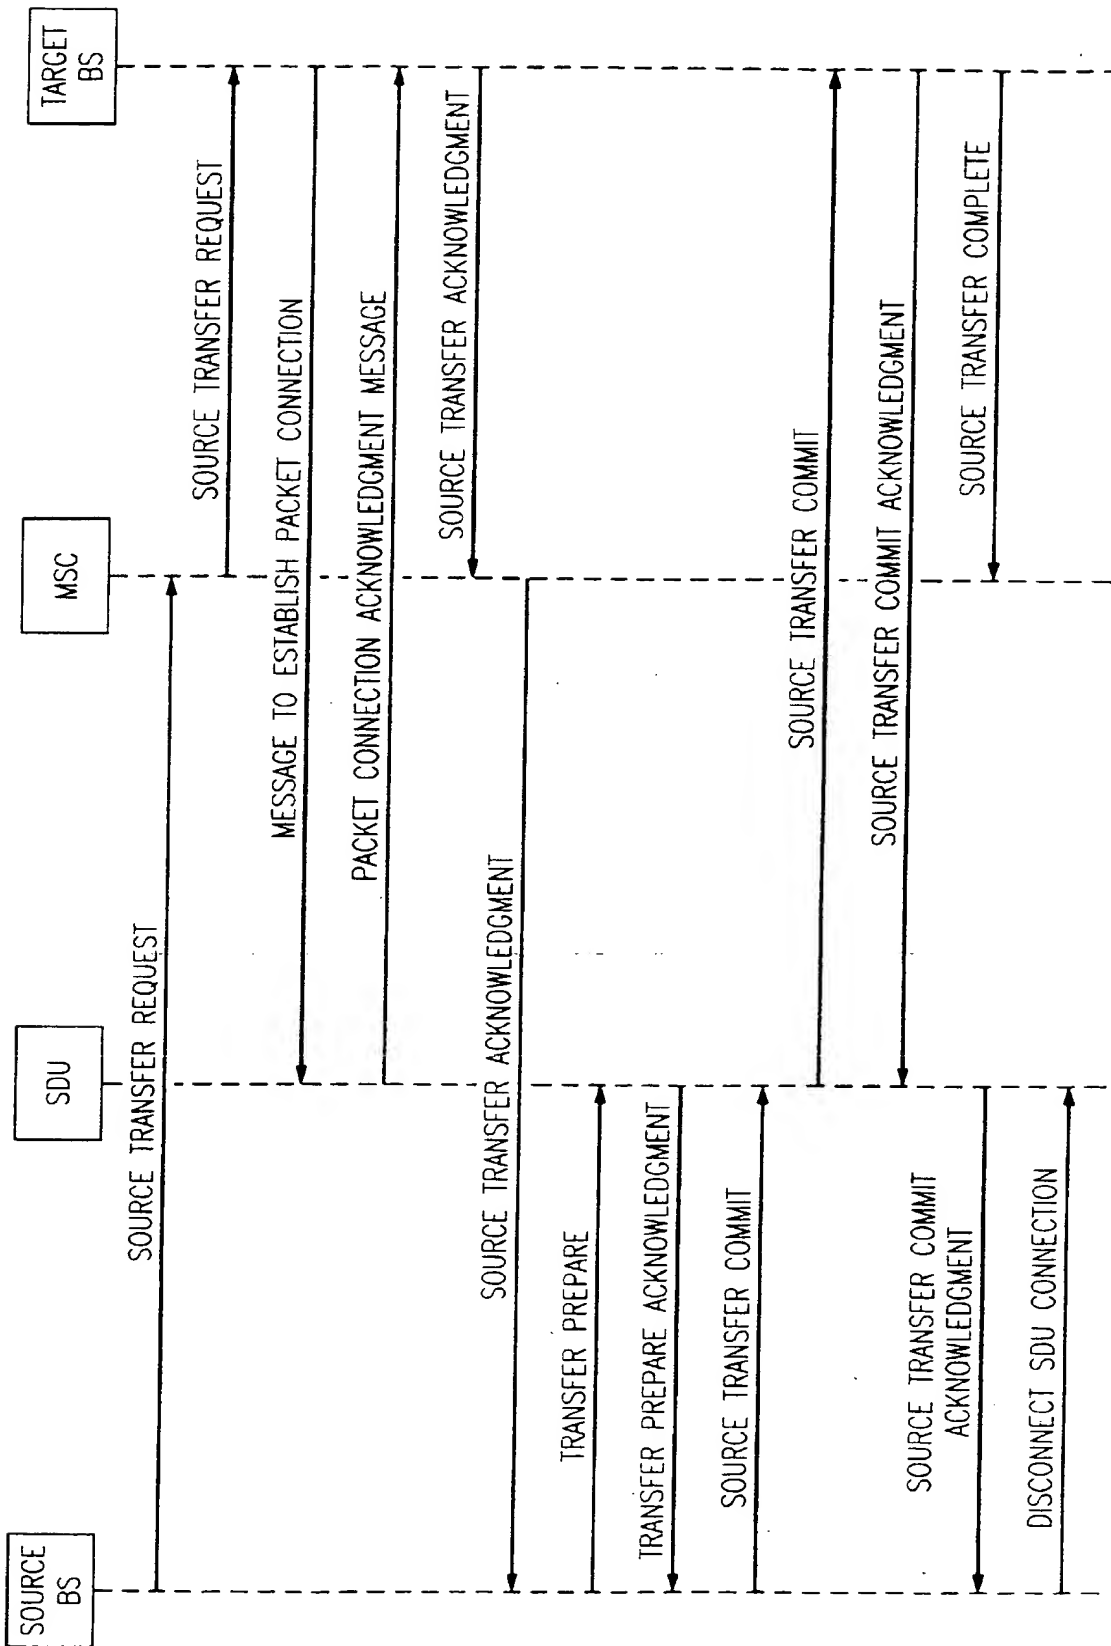 SOURCE
BS
SDU
MSC
TARGET
BS
SOURCE TRANSFER REQUEST
SOURCE TRANSFER REQUEST
MESSAGE TO ESTABLISH PACKET CONNECTION
PACKET CONNECTION ACKNOWLEDGMENT MESSAGE
SOURCE TRANSFER ACKNOWLEDGMENT
SOURCE TRANSFER ACKNOWLEDGMENT
TRANSFER PREPARE
TRANSFER PREPARE ACKNOWLEDGMENT
SOURCE TRANSFER COMMIT
SOURCE TRANSFER COMMIT
SOURCE TRANSFER COMMIT ACKNOWLEDGMENT
SOURCE TRANSFER COMMIT
ACKNOWLEDGMENT
SOURCE TRANSFER COMPLETE
DISCONNECT SDU CONNECTION